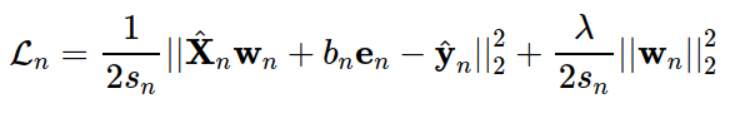 $\mathcal{L}_n = \frac{1}{2s_n}||\hat{\mathbf{X}}_n\mathbf{w}_n + b_n\mathbf{e}_n - \hat{\mathbf{y}}_n||_2^2 + \frac{\lambda}{2s_n}||\mathbf{w}_n||_2^2$